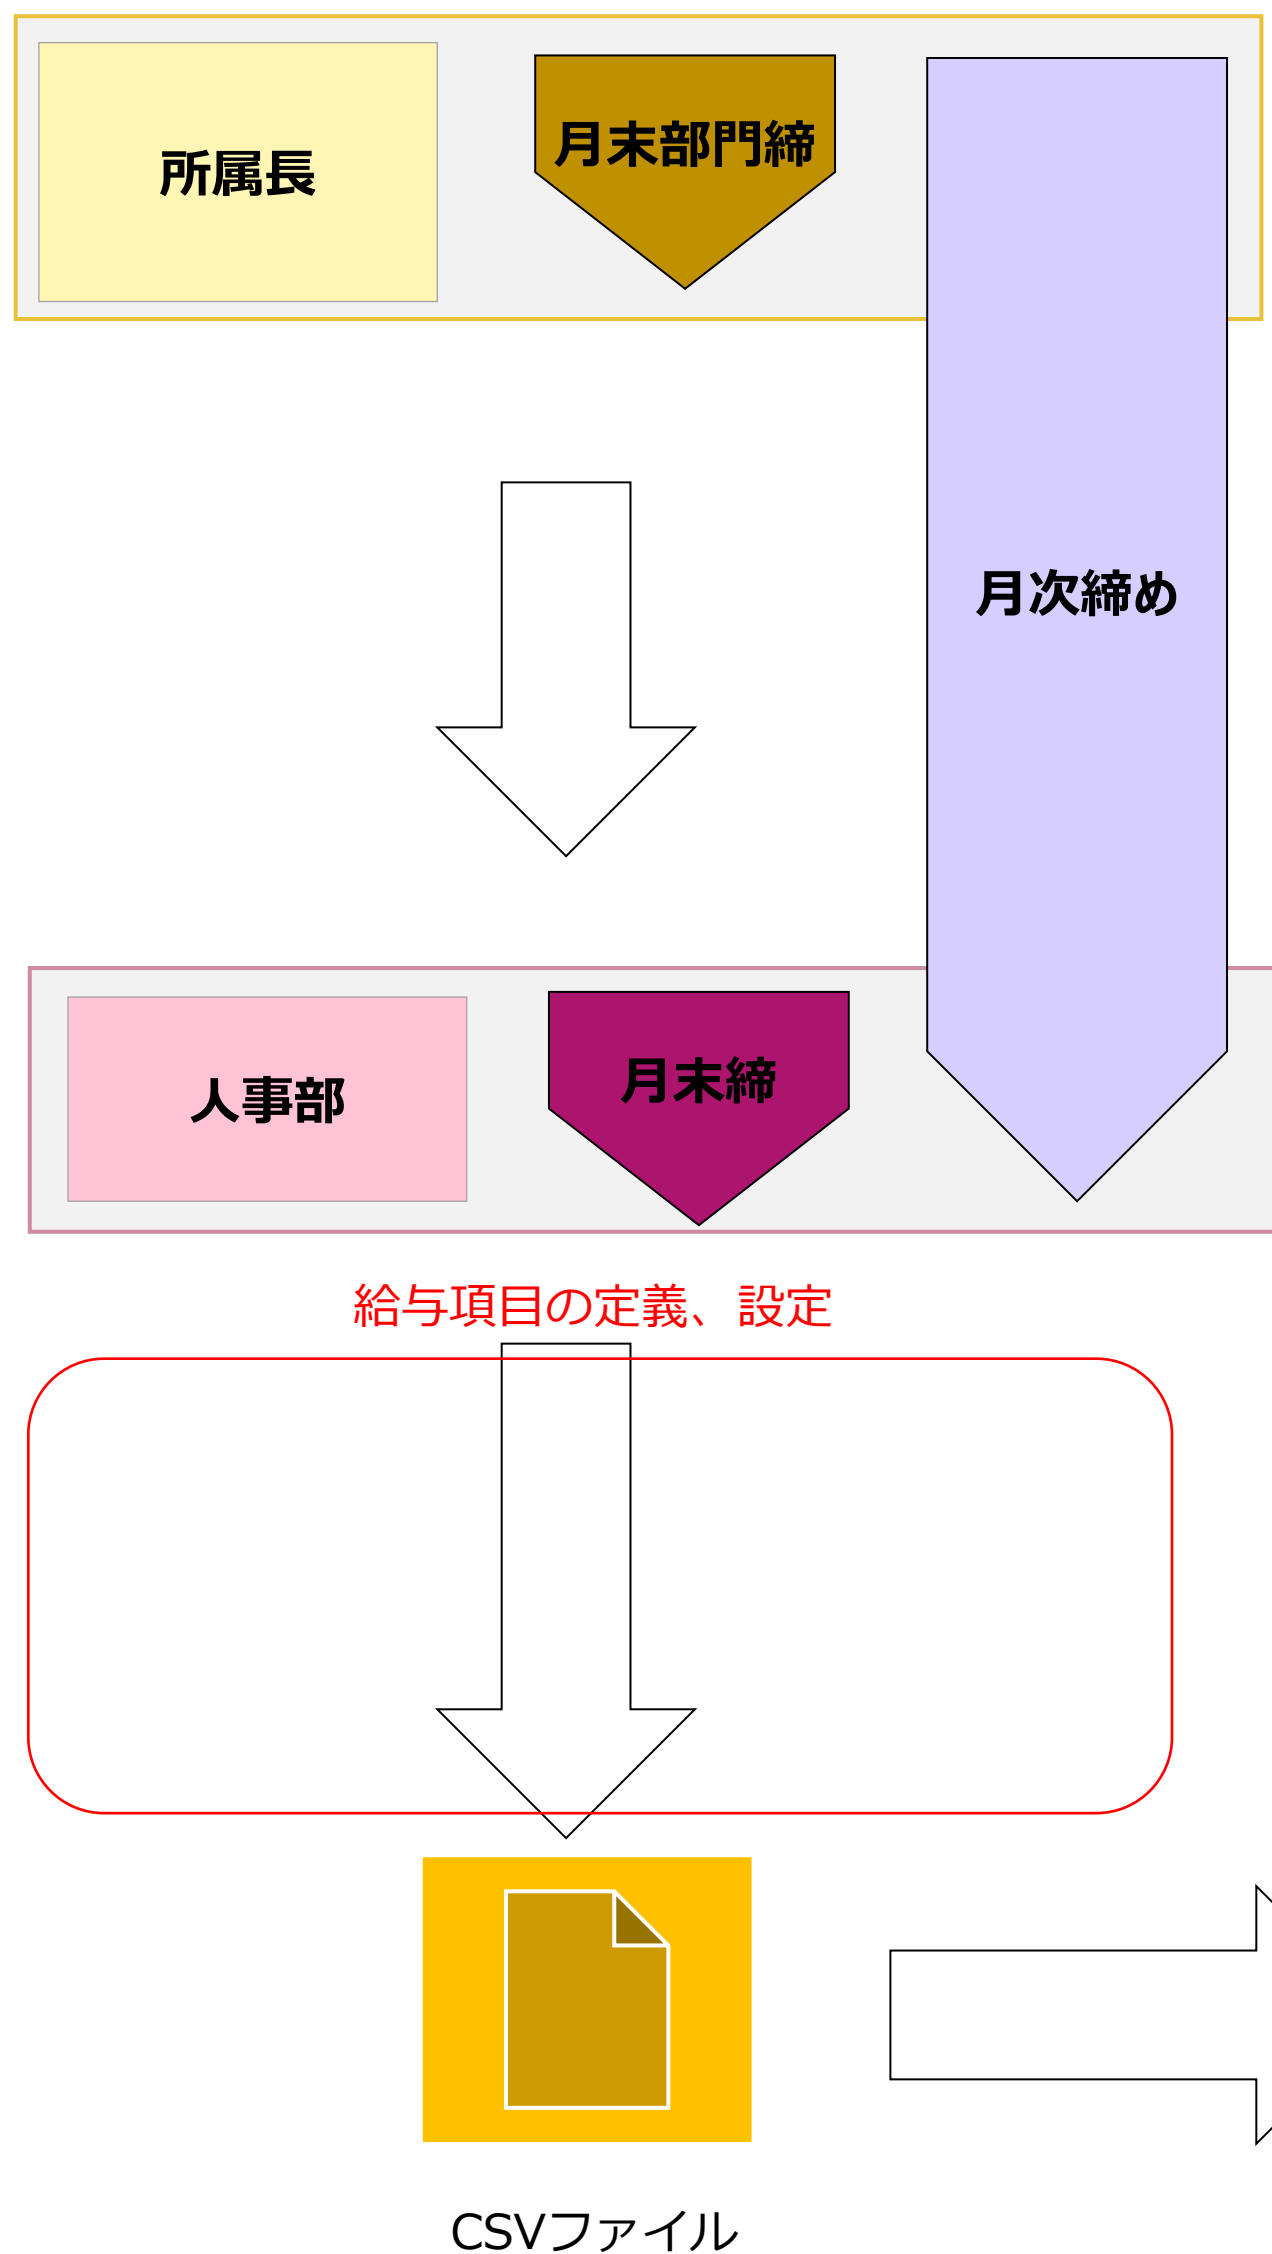 所属長
月末部門締
月次締め
人事部
月末締
給与項目の定義、設定
CSVファイル